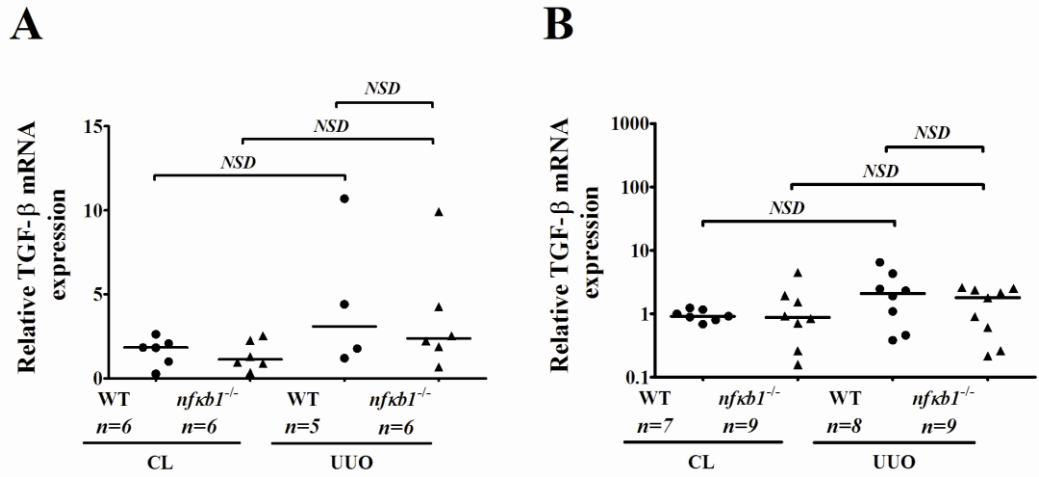 A
Relative TGF-β mRNA
expression
NSD
NSD
NSD
15
10
5
0
WT nfκb1-/- WT nfκb1-/-
n=6 n=6 n=5 n=6
CL UUO
B
Relative TGF-β mRNA
expression
NSD
NSD
NSD
1000
100
10
1
0.1
WT nfκb1-/- WT nfκb1-/-
n=7 n=9 n=8 n=9
CL UUO